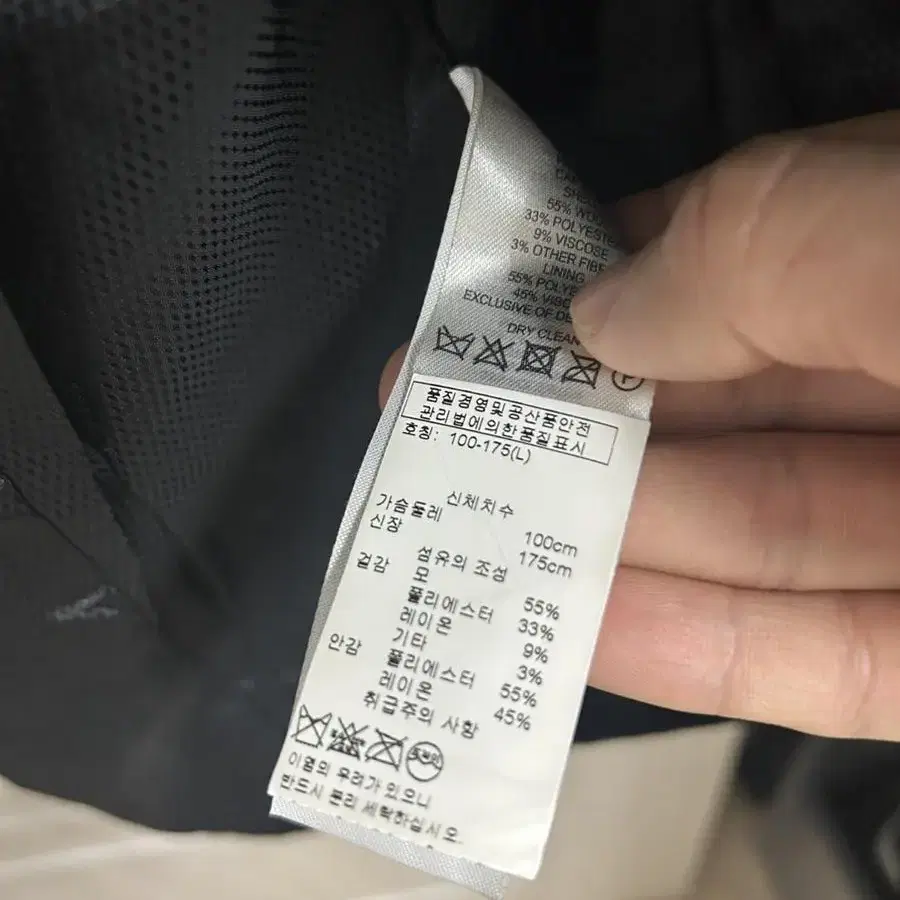 55%
33% POLYESTE
9% VISCOSE
3% OTHER FIBE
LINING
55% POLYE
45% VISC
EXCLUSIVE OF DE
DRY CLEAN
품질경영및공산품안전
관리법에의한품질표시
호칭: 100-175(L)
신체치수
가슴둘레 100cm
신장 175cm
섬유의 조성
겉감 모 55%
폴리에스터 33%
레이온 9%
기타 3%
안감 폴리에스터 55%
레이온 45%
취급주의 사항
이염의 우려가 있으니
반드시 분리 세탁하십시오.